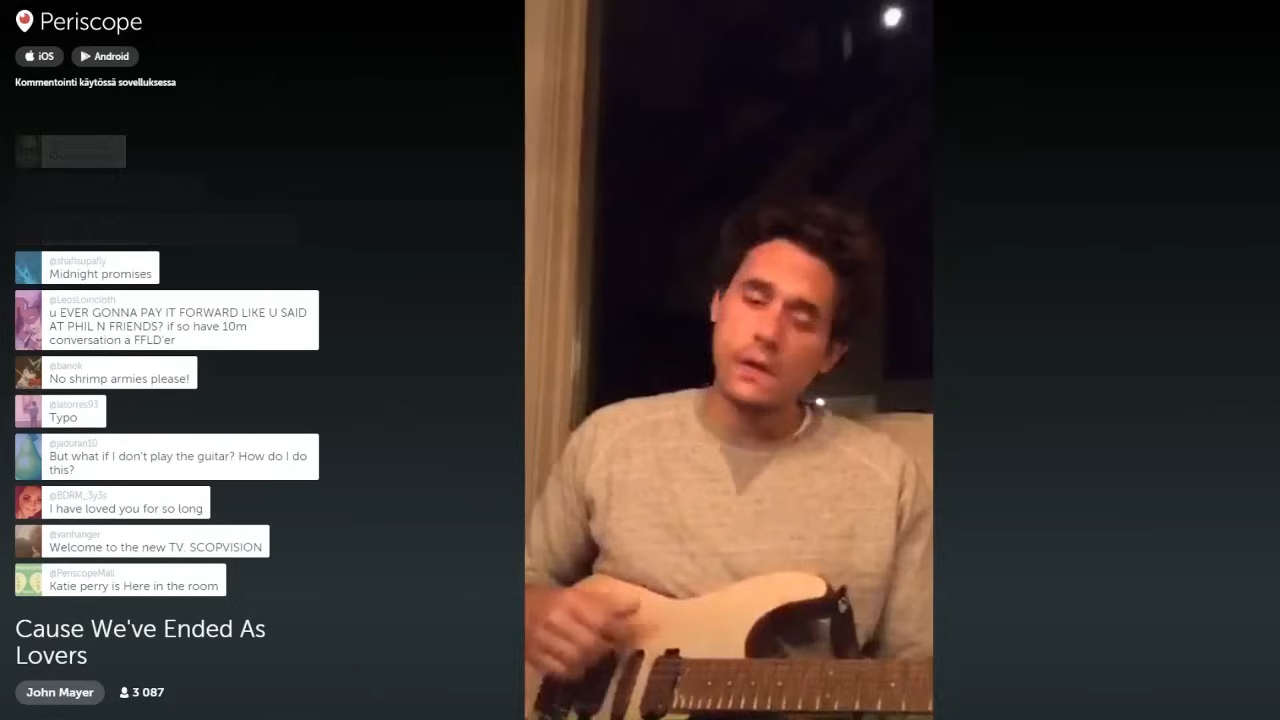 Periscope
iOS
Android
Kommentointi käytössä sovelluksessa
@shaftsupafly
Midnight promises
@LeosLoincloth
u EVER GONNA PAY IT FORWARD LIKE U SAID
AT PHIL N FRIENDS? if so have 10m
conversation a FFLD'er
@banok
No shrimp armies please!
@latorres93
Typo
@jaduran10
But what if I don't play the guitar? How do I do
this?
@BDRM_3y3s
I have loved you for so long
@vanhanger
Welcome to the new TV. SCOPVISION
@PeriscopeMall
Katie perry is Here in the room
Cause We've Ended As
Lovers
John Mayer
3 087